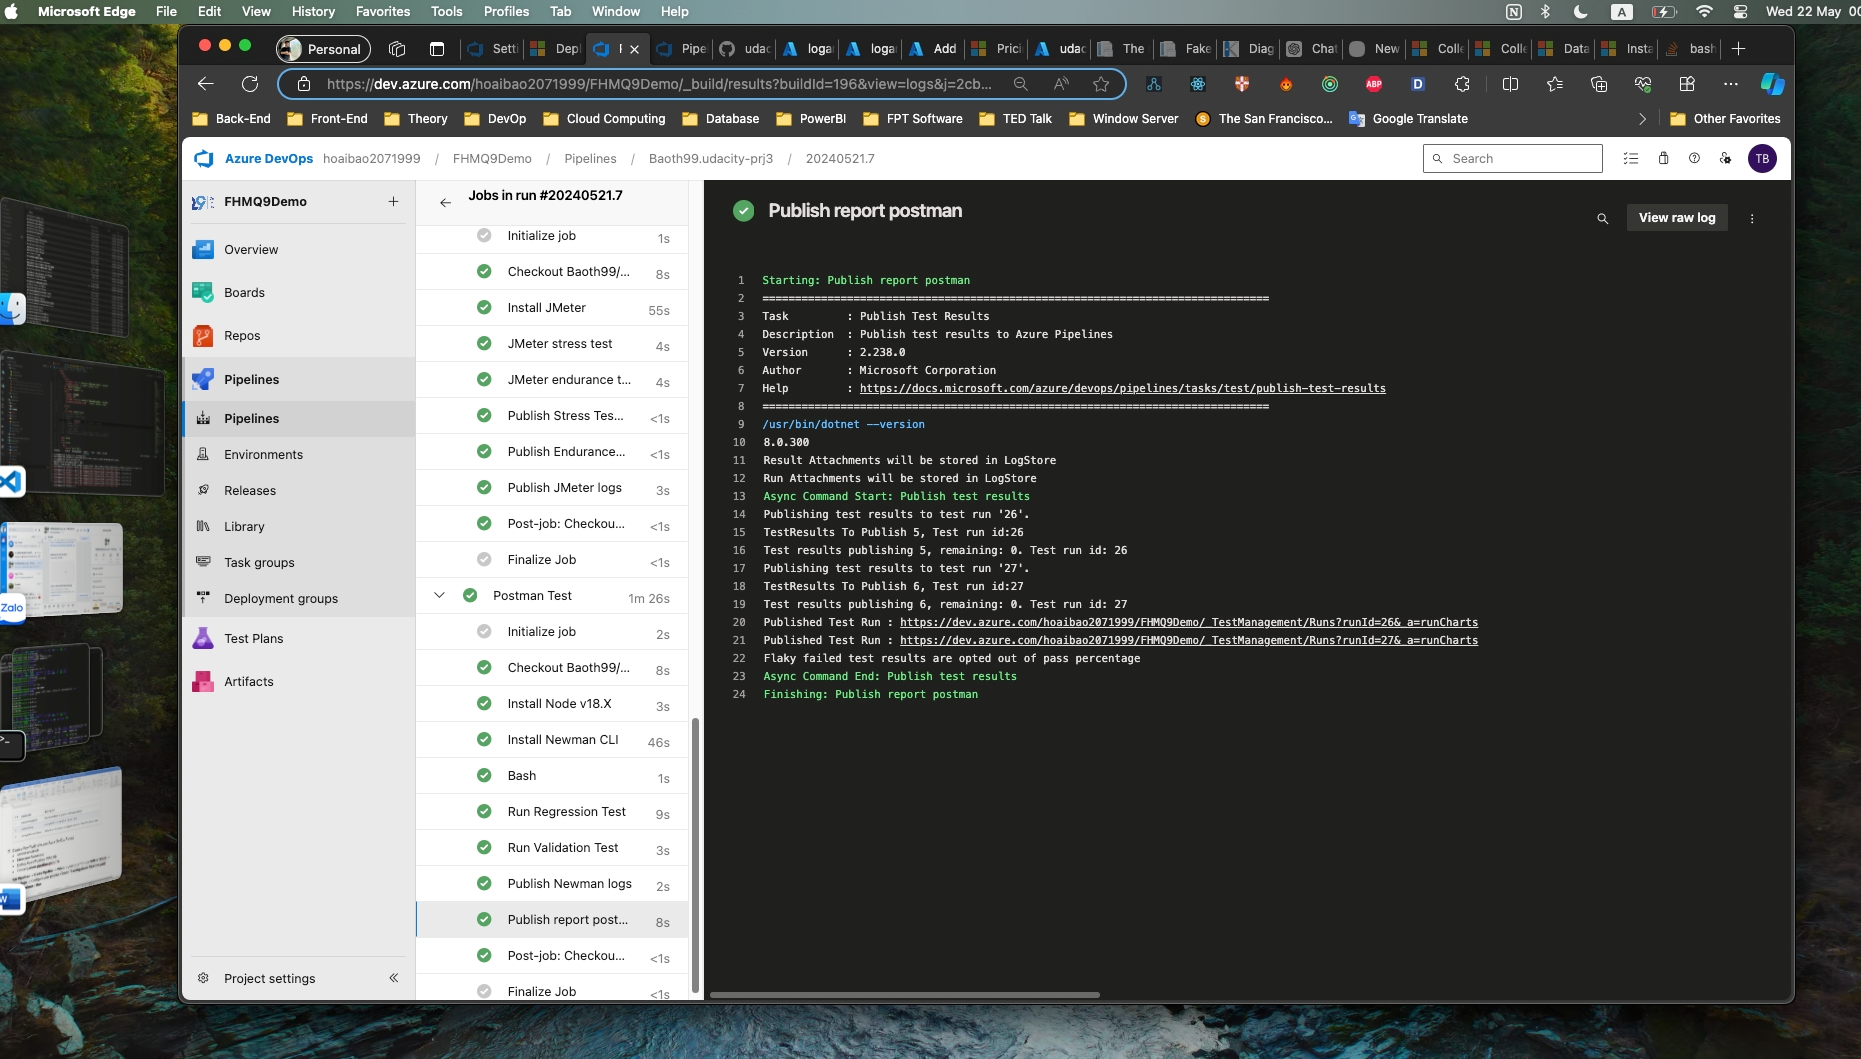 Microsoft Edge File Edit View History Favorites Tools Profiles Tab Window Help
A Wed 22 May
Personal Setti Depl Pipe udac logar logar Add Prici udac The Fake Diag Chat New Colle Colle Data Insta bash
https://dev.azure.com/hoaibao2071999/FHMQ9Demo/_build/results?buildId=196&view=logs&j=2cb...
ABP D
Back-End Front-End Theory DevOp Cloud Computing Database PowerBI FPT Software TED Talk Window Server The San Francisco... Google Translate Other Favorites
Azure DevOps hoaibao2071999 / FHMQ9Demo / Pipelines / Baoth99.udacity-prj3 / 20240521.7
Search
TB
FHMQ9Demo
Overview
Boards
Repos
Pipelines
Pipelines
Environments
Releases
Library
Task groups
Deployment groups
Test Plans
Artifacts
Project settings
Jobs in run #20240521.7
Initialize job 1s
Checkout Baoth99/... 8s
Install JMeter 55s
JMeter stress test 4s
JMeter endurance t... 4s
Publish Stress Tes... <1s
Publish Endurance... <1s
Publish JMeter logs 3s
Post-job: Checkou... <1s
Finalize Job <1s
Postman Test 1m 26s
Initialize job 2s
Checkout Baoth99/... 8s
Install Node v18.X 3s
Install Newman CLI 46s
Bash 1s
Run Regression Test 9s
Run Validation Test 3s
Publish Newman logs 2s
Publish report post... 8s
Post-job: Checkou... <1s
Finalize Job <1s
Publish report postman
View raw log
1 Starting: Publish report postman
2 ==============================================================================
3 Task : Publish Test Results
4 Description : Publish test results to Azure Pipelines
5 Version : 2.238.0
6 Author : Microsoft Corporation
7 Help : https://docs.microsoft.com/azure/devops/pipelines/tasks/test/publish-test-results
8 ==============================================================================
9 /usr/bin/dotnet --version
10 8.0.300
11 Result Attachments will be stored in LogStore
12 Run Attachments will be stored in LogStore
13 Async Command Start: Publish test results
14 Publishing test results to test run '26'.
15 TestResults To Publish 5, Test run id:26
16 Test results publishing 5, remaining: 0. Test run id: 26
17 Publishing test results to test run '27'.
18 TestResults To Publish 6, Test run id:27
19 Test results publishing 6, remaining: 0. Test run id: 27
20 Published Test Run : https://dev.azure.com/hoaibao2071999/FHMQ9Demo/_TestManagement/Runs?runId=26&_a=runCharts
21 Published Test Run : https://dev.azure.com/hoaibao2071999/FHMQ9Demo/_TestManagement/Runs?runId=27&_a=runCharts
22 Flaky failed test results are opted out of pass percentage
23 Async Command End: Publish test results
24 Finishing: Publish report postman
Zalo